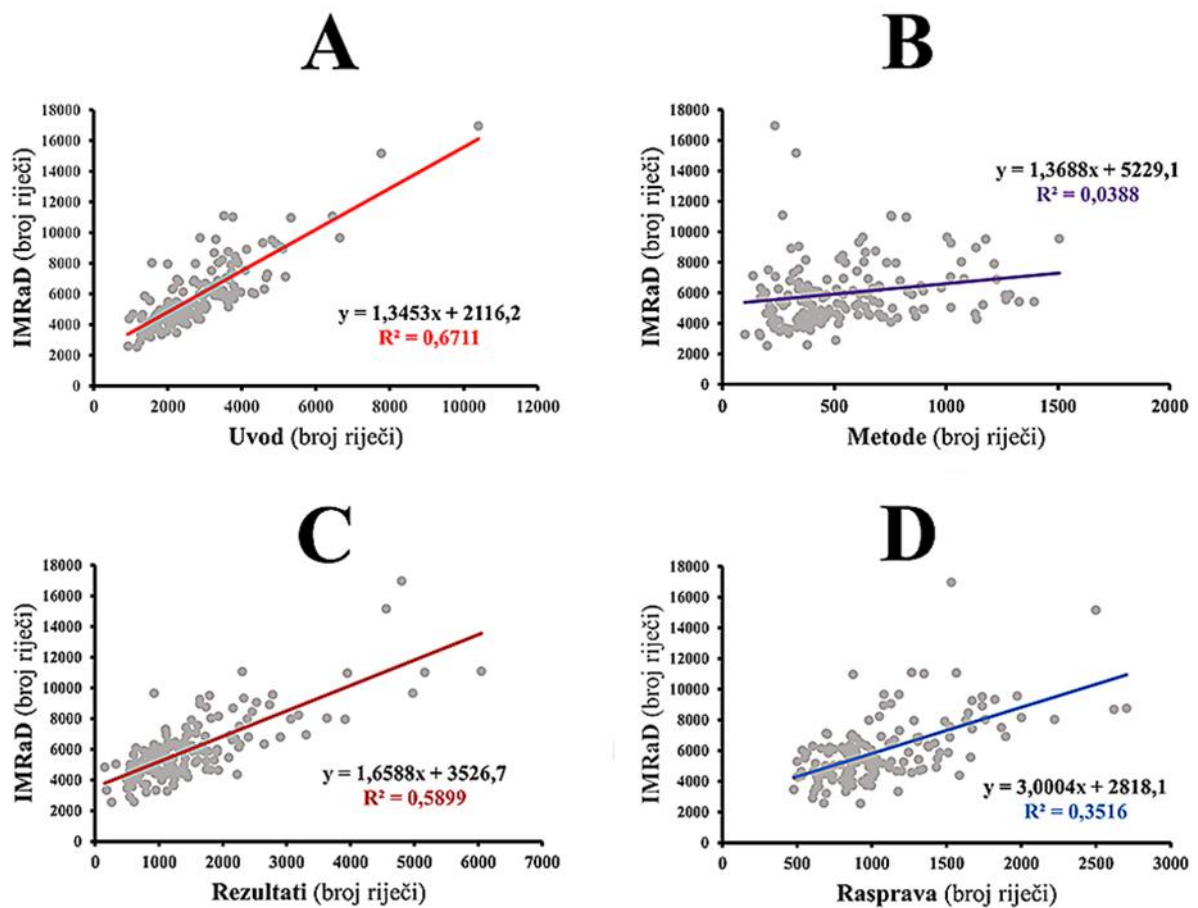 A
IMRaD (broj riječi)
18000
16000
14000
12000
10000
8000
6000
4000
2000
0
y = 1,3453x + 2116,2
R² = 0,6711
0 2000 4000 6000 8000 10000 12000
Uvod (broj riječi)
B
IMRaD (broj riječi)
18000
16000
14000
12000
10000
8000
6000
4000
2000
0
y = 1,3688x + 5229,1
R² = 0,0388
0 500 1000 1500 2000
Metode (broj riječi)
C
IMRaD (broj riječi)
18000
16000
14000
12000
10000
8000
6000
4000
2000
0
y = 1,6588x + 3526,7
R² = 0,5899
0 1000 2000 3000 4000 5000 6000 7000
Rezultati (broj riječi)
D
IMRaD (broj riječi)
18000
16000
14000
12000
10000
8000
6000
4000
2000
0
y = 3,0004x + 2818,1
R² = 0,3516
0 500 1000 1500 2000 2500 3000
Rasprava (broj riječi)